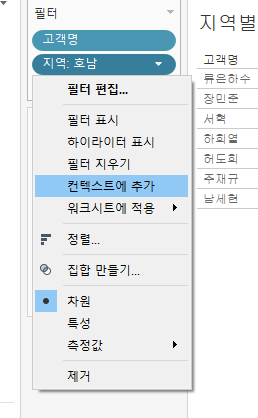 필터
고객명
지역: 호남
필터 편집...
필터 표시
하이라이터 표시
필터 지우기
컨텍스트에 추가
워크시트에 적용
정렬...
집합 만들기...
차원
특성
측정값
제거
지역별
고객명
류은하수
장민준
서혁
하희열
허도희
주재규
남세현